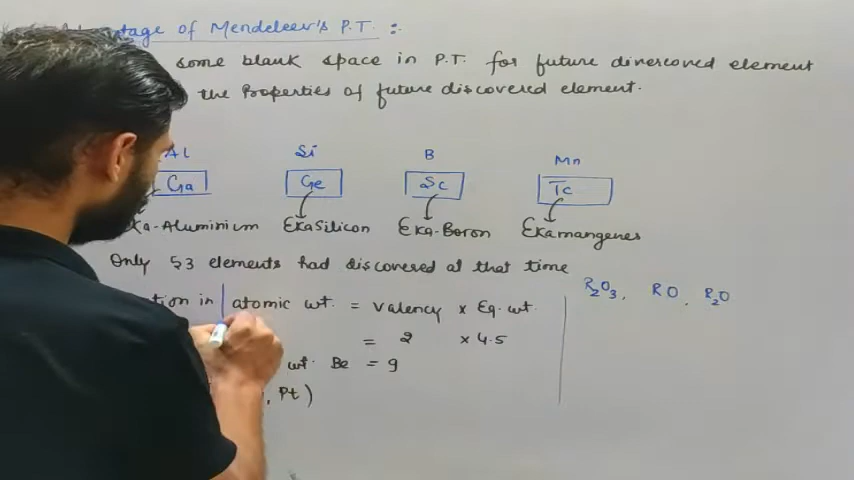 tage of Mendeleev's P.T. :-
some blank space in P.T. for future dinercoved element
the Properties of future discovered element.
Al Si B Mn
Ga Ge Sc Tc
ka-Aluminium EkaSilicon Eka-Boron Ekamangenes
Only 53 elements had discovered at that time
tion in atomic wt. = Valency x Eq. wt. R2O3, RO, R2O
= 2 x 4.5
wt. Be = 9
, Pt)